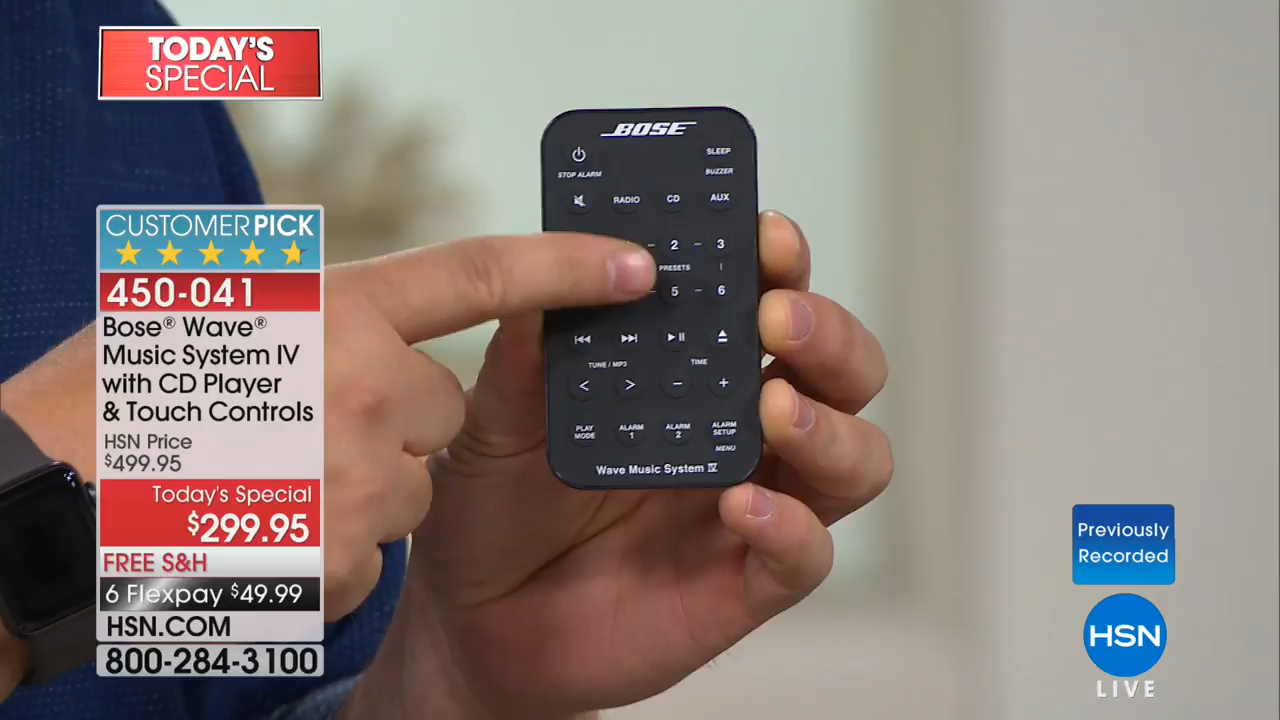 TODAY'S
SPECIAL
CUSTOMER PICK
450-041
Bose® Wave®
Music System IV
with CD Player
& Touch Controls
HSN Price
$499.95
Today's Special
$299.95
FREE S&H
6 Flexpay $49.99
HSN.COM
800-284-3100
BOSE
SLEEP
STOP ALARM
BUZZER
RADIO CD AUX
2 - 3
PRESETS
5 - 6
TUNE / MP3 TIME
< > − +
PLAY MODE
ALARM 1
ALARM 2
ALARM SETUP
MENU
Wave Music System IV
Previously
Recorded
HSN
LIVE